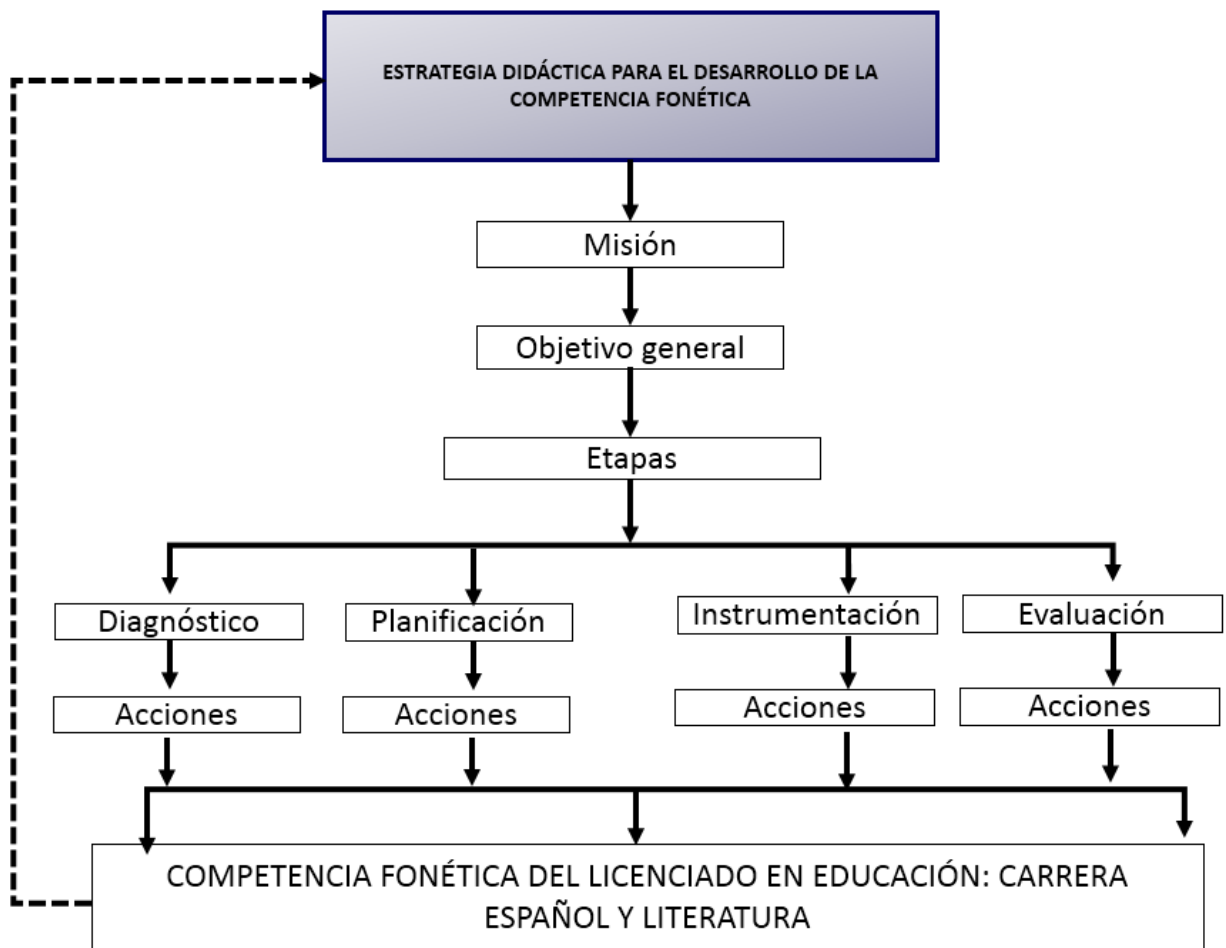 ESTRATEGIA DIDÁCTICA PARA EL DESARROLLO DE LA
COMPETENCIA FONÉTICA
Misión
Objetivo general
Etapas
Diagnóstico
Planificación
Instrumentación
Evaluación
Acciones
Acciones
Acciones
Acciones
COMPETENCIA FONÉTICA DEL LICENCIADO EN EDUCACIÓN: CARRERA
ESPAÑOL Y LITERATURA